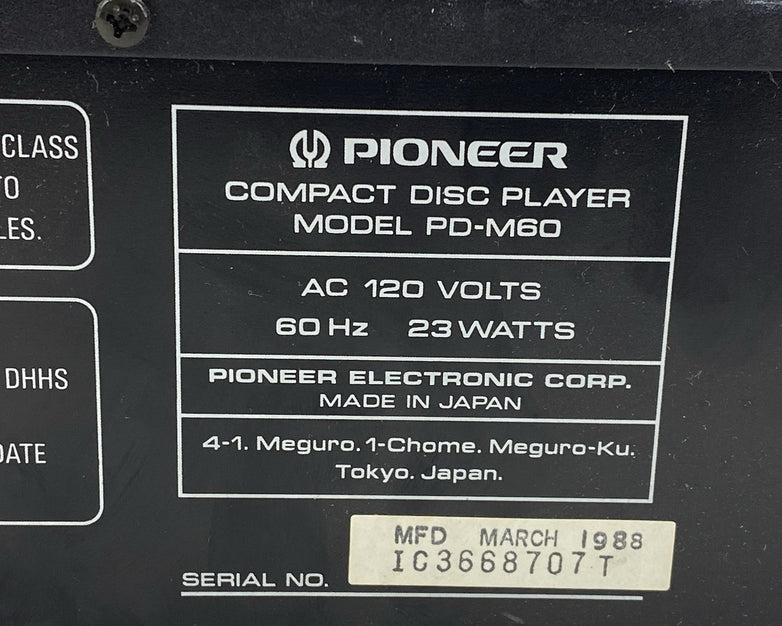 CLASS
TO
LES.
DHHS
DATE
PIONEER
COMPACT DISC PLAYER
MODEL PD-M60
AC 120 VOLTS
60 Hz 23 WATTS
PIONEER ELECTRONIC CORP.
MADE IN JAPAN
4-1. Meguro. 1-Chome. Meguro-Ku.
Tokyo. Japan.
MFD MARCH 1988
IC3668707T
SERIAL NO.